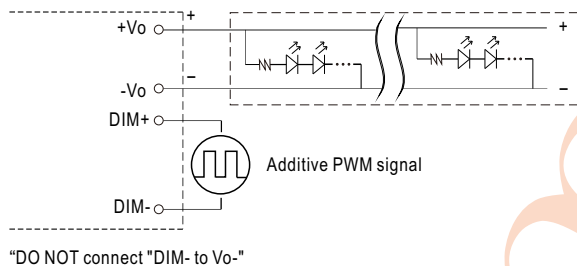 +Vo
+
+
-Vo
−
−
DIM+
Additive PWM signal
DIM-
“DO NOT connect "DIM- to Vo-"